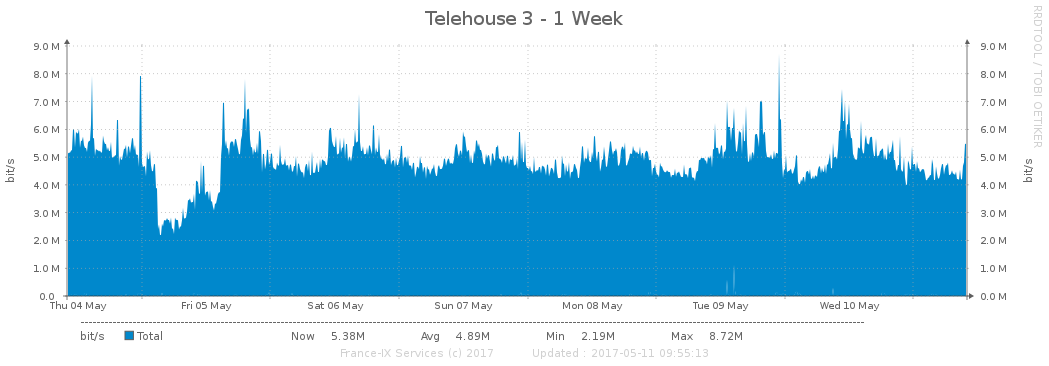 Telehouse 3 - 1 Week
RRDTOOL / TOBI OETIKER
bit/s
9.0 M 9.0 M
8.0 M 8.0 M
7.0 M 7.0 M
6.0 M 6.0 M
5.0 M 5.0 M
4.0 M 4.0 M
3.0 M 3.0 M
2.0 M 2.0 M
1.0 M 1.0 M
0.0 0.0 M
bit/s
Thu 04 May Fri 05 May Sat 06 May Sun 07 May Mon 08 May Tue 09 May Wed 10 May
bit/s Total Now 5.38M Avg 4.89M Min 2.19M Max 8.72M
France-IX Services (c) 2017 Updated : 2017-05-11 09:55:13